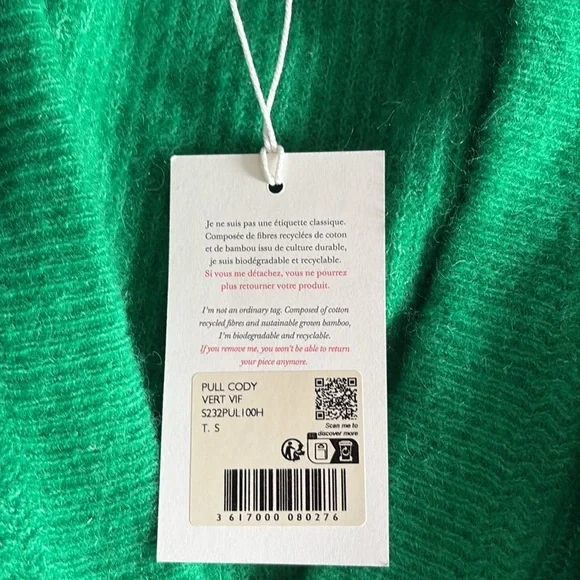 Je ne suis pas une étiquette classique.
Composée de fibres recyclées de coton
et de bambou issu de culture durable,
je suis biodégradable et recyclable.
Si vous me détachez, vous ne pourrez
plus retourner votre produit.
I'm not an ordinary tag. Composed of cotton
recycled fibres and sustainable grown bamboo,
I'm biodegradable and recyclable.
If you remove me, you won't be able to return
your piece anymore.
PULL CODY
VERT VIF
S232PUL100H
T. S
Scan me to
discover more
3 617000 080276